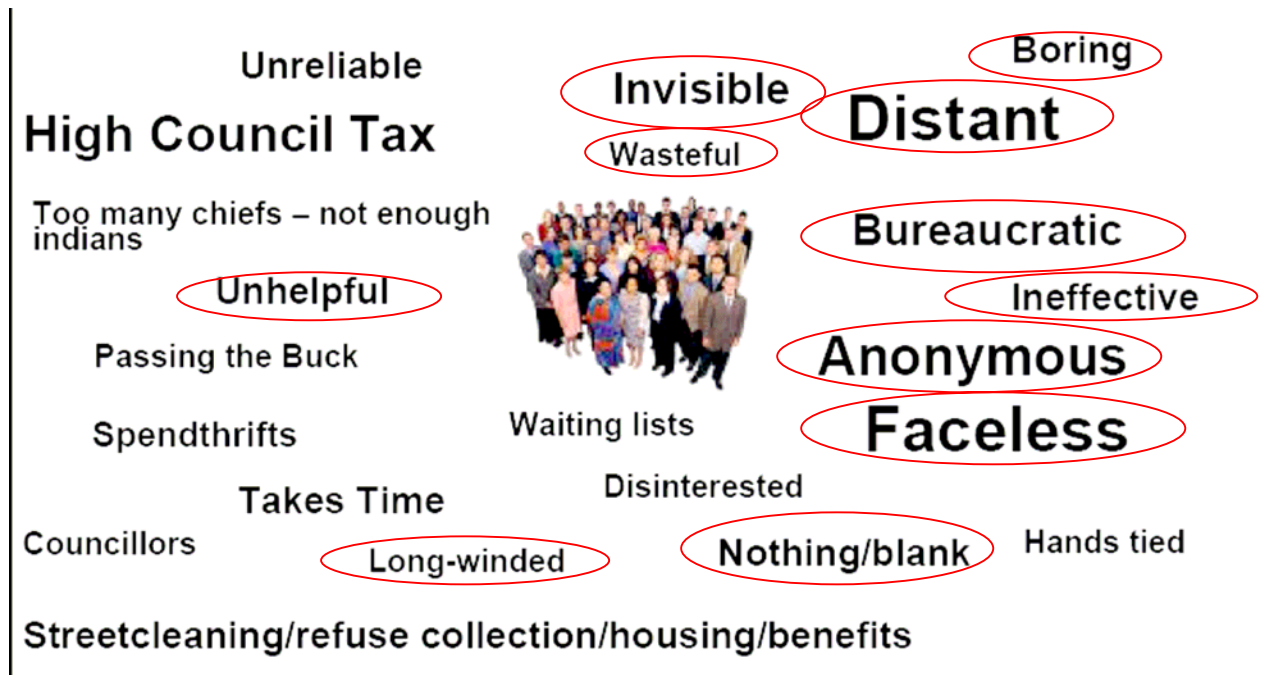 Boring
Unreliable
Invisible
Distant
High Council Tax
Wasteful
Too many chiefs – not enough
indians
Bureaucratic
Unhelpful
Ineffective
Passing the Buck
Anonymous
Spendthrifts
Waiting lists
Faceless
Takes Time
Disinterested
Councillors
Long-winded
Nothing/blank
Hands tied
Streetcleaning/refuse collection/housing/benefits